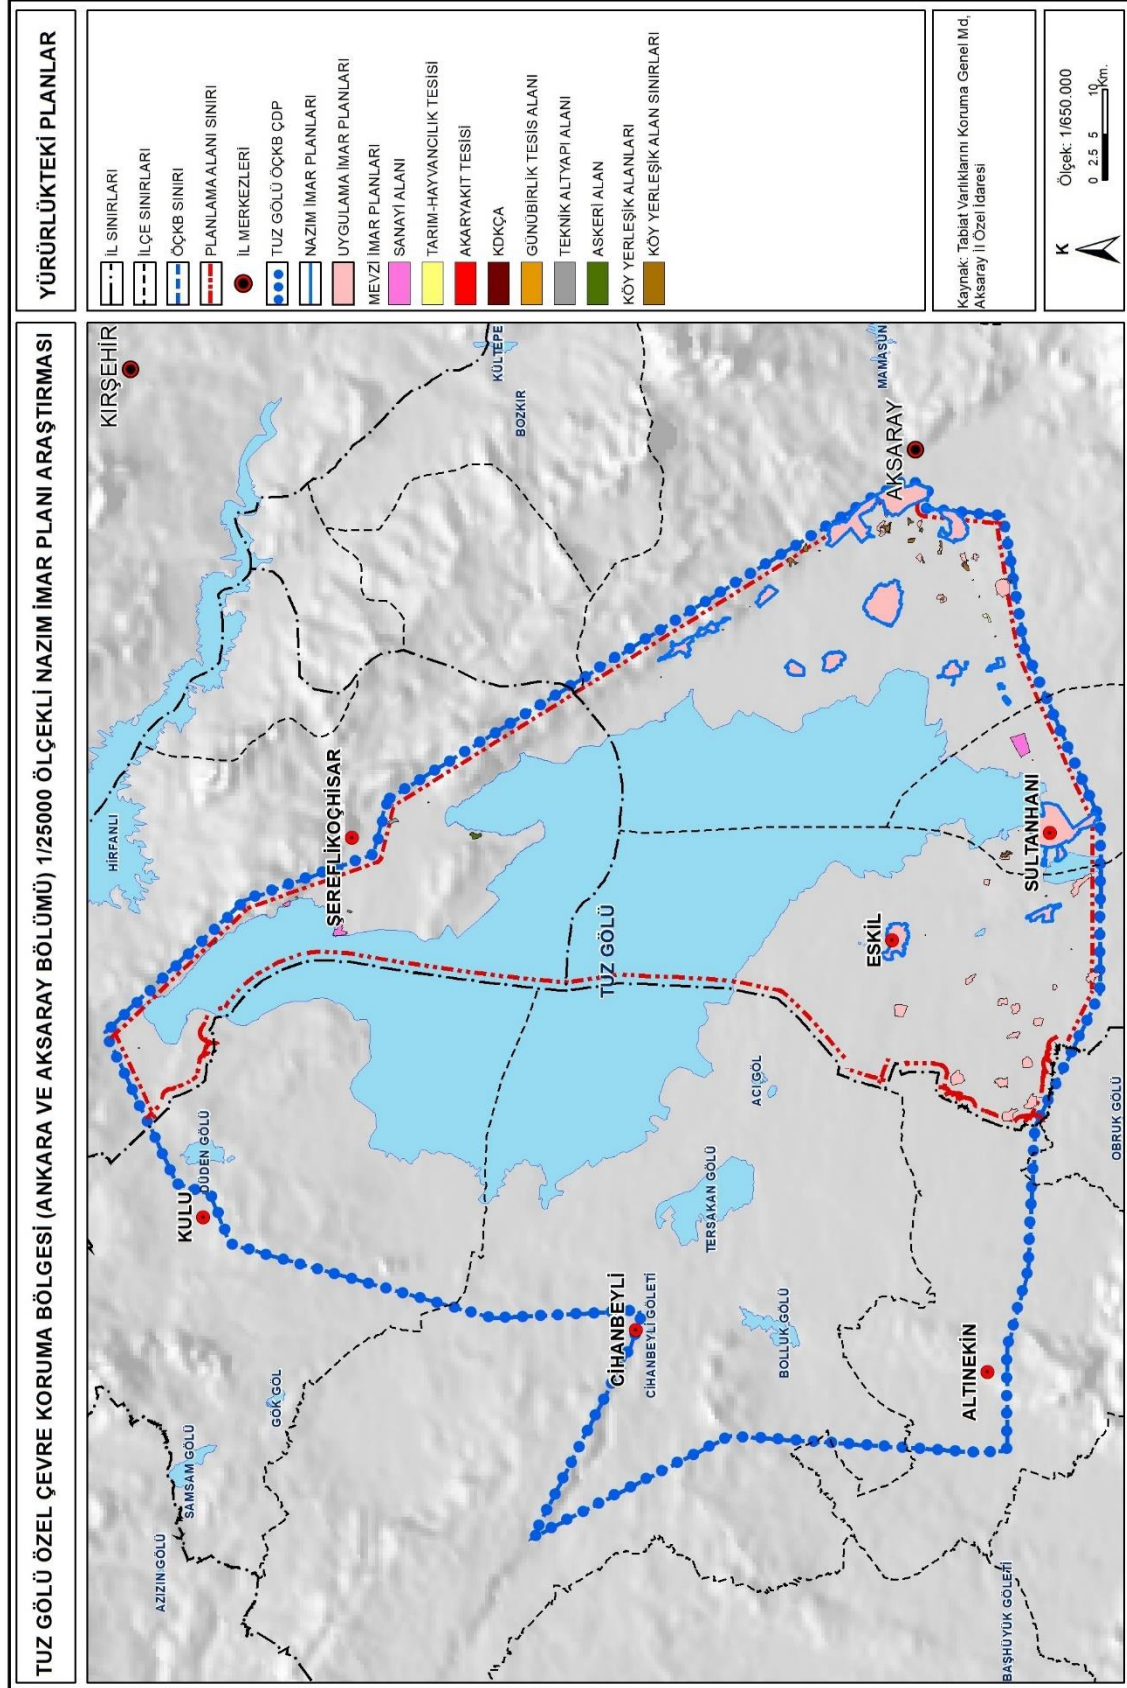 TUZ GÖLÜ ÖZEL ÇEVRE KORUMA BÖLGESİ (ANKARA VE AKSARAY BÖLÜMÜ) 1/25000 ÖLÇEKLİ NAZIM İMAR PLANI ARAŞTIRMASI
YÜRÜRLÜKTEKİ PLANLAR
KIRŞEHİR
HİRFANLI
KÜLTEPE
BOZKIR
MAMASUN
AKSARAY
ŞEREFLİKOÇHİSAR
TUZ GÖLÜ
SULTANHANI
ESKİL
KULU
DÜDEN GÖLÜ
ACIGÖL
TERSAKAN GÖLÜ
OBRUK GÖLÜ
CİHANBEYLİ
CİHANBEYLİ GÖLETİ
BOLLUK GÖLÜ
ALTINEKİN
GÖKGÖL
SAMSAM GÖLÜ
AZIZIN GÖLÜ
BAŞHÜYÜK GÖLETİ
İL SINIRLARI
İLÇE SINIRLARI
ÖÇKB SINIRI
PLANLAMA ALANI SINIRI
İL MERKEZLERİ
TUZ GÖLÜ ÖÇKB ÇDP
NAZIM İMAR PLANLARI
UYGULAMA İMAR PLANLARI
MEVZİ İMAR PLANLARI
SANAYİ ALANI
TARIM-HAYVANCILIK TESİSİ
AKARYAKIT TESİSİ
KDKÇA
GÜNÜBİRLİK TESİS ALANI
TEKNİK ALTYAPI ALANI
ASKERİ ALAN
KÖY YERLEŞİK ALANLARI
KÖY YERLEŞİK ALAN SINIRLARI
Kaynak: Tabiat Varlıklarını Koruma Genel Md,
Aksaray İl Özel İdaresi
K
Ölçek: 1/650.000
0 2.5 5 10
Km.